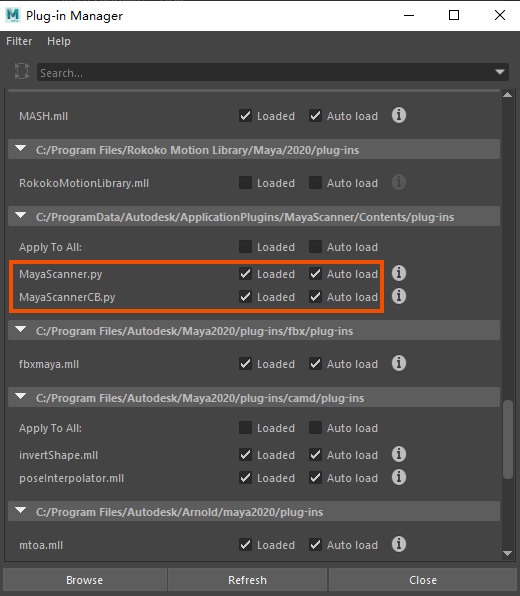 Plug-in Manager
Filter Help
Search...
MASH.mll Loaded Auto load
C:/Program Files/Rokoko Motion Library/Maya/2020/plug-ins
RokokoMotionLibrary.mll Loaded Auto load
C:/ProgramData/Autodesk/ApplicationPlugins/MayaScanner/Contents/plug-ins
Apply To All: Loaded Auto load
MayaScanner.py Loaded Auto load
MayaScannerCB.py Loaded Auto load
C:/Program Files/Autodesk/Maya2020/plug-ins/fbx/plug-ins
fbxmaya.mll Loaded Auto load
C:/Program Files/Autodesk/Maya2020/plug-ins/camd/plug-ins
Apply To All: Loaded Auto load
invertShape.mll Loaded Auto load
poseInterpolator.mll Loaded Auto load
C:/Program Files/Autodesk/Arnold/maya2020/plug-ins
mtoa.mll Loaded Auto load
Browse Refresh Close